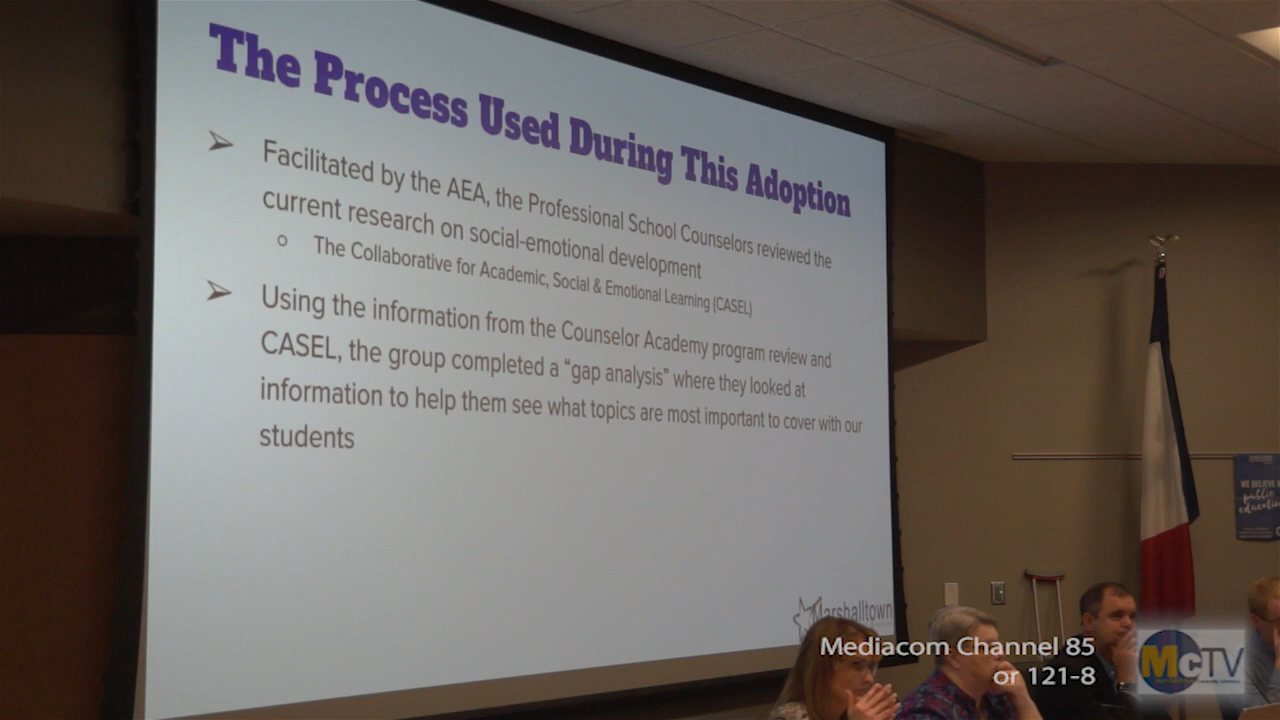 The Process Used During This Adoption
Facilitated by the AEA, the Professional School Counselors reviewed the
current research on social-emotional development
The Collaborative for Academic, Social & Emotional Learning (CASEL)
Using the information from the Counselor Academy program review and
CASEL, the group completed a “gap analysis” where they looked at
information to help them see what topics are most important to cover with our
students
Marshalltown
WE BELIEVE
public
Mediacom Channel 85
or 121-8
McTV